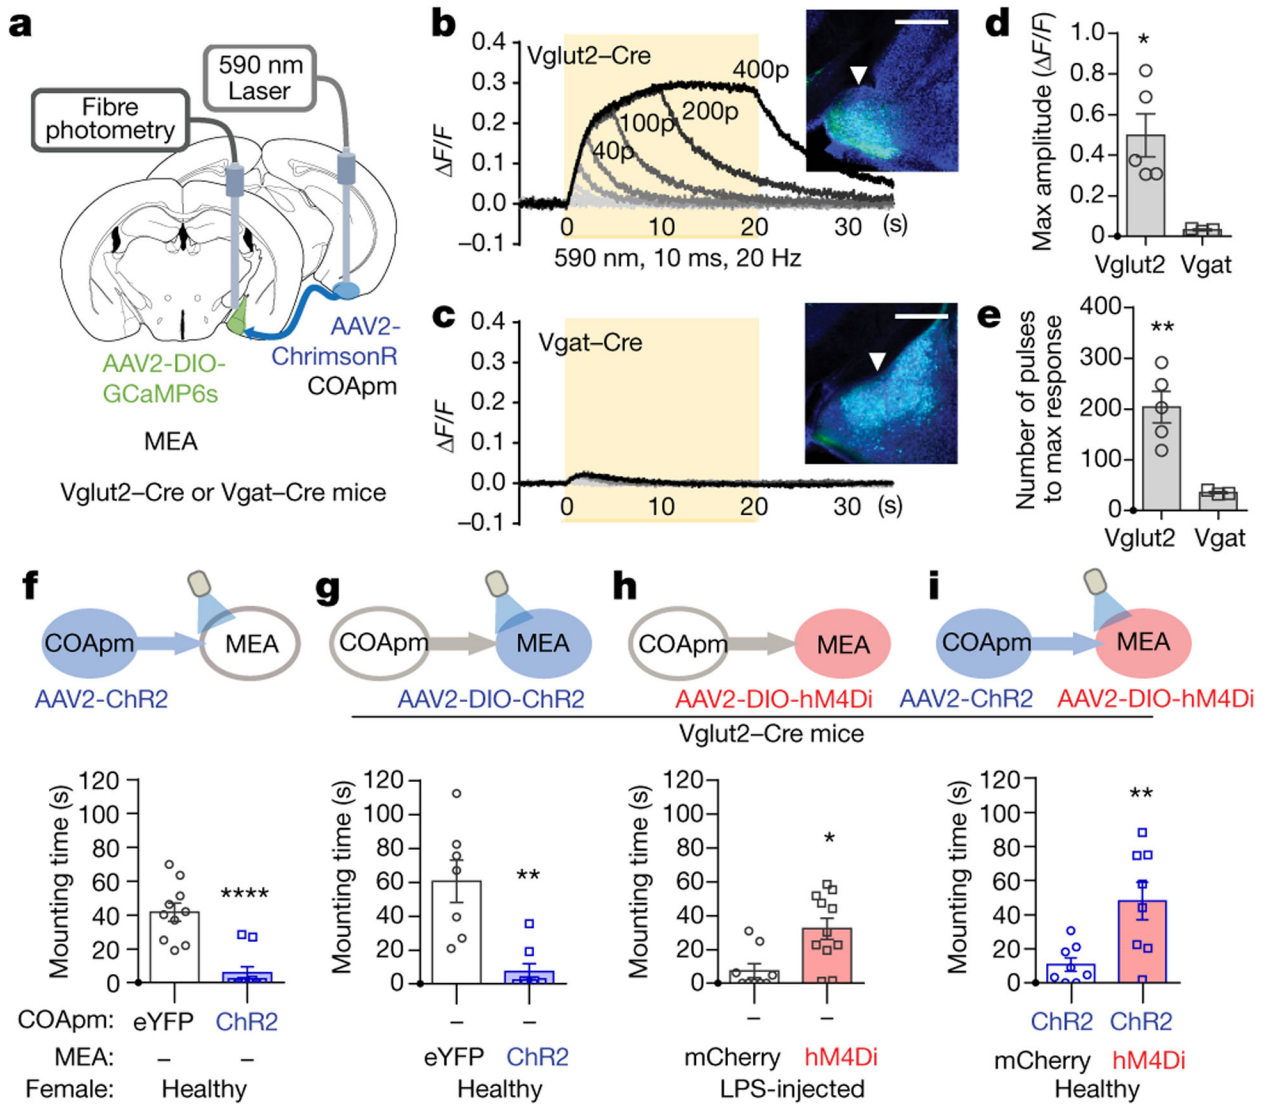 a
590 nm
Laser
Fibre
photometry
AAV2-
ChrimsonR
COApm
AAV2-DIO-
GCaMP6s
MEA
Vglut2–Cre or Vgat–Cre mice
b
Vglut2–Cre
400p
200p
100p
40p
ΔF/F
0.4
0.3
0.2
0.1
0.0
–0.1
0 10 20 30 (s)
590 nm, 10 ms, 20 Hz
c
Vgat–Cre
ΔF/F
0.4
0.3
0.2
0.1
0.0
–0.1
0 10 20 30 (s)
d
Max amplitude (ΔF/F)
1.0
0.8
0.6
0.4
0.2
0
*
Vglut2 Vgat
e
Number of pulses
to max response
400
300
200
100
0
**
Vglut2 Vgat
f
COApm MEA
AAV2-ChR2
Mounting time (s)
120
100
80
60
40
20
0
****
COApm: eYFP ChR2
MEA: – –
Female: Healthy
g
COApm MEA
AAV2-DIO-ChR2
Mounting time (s)
120
100
80
60
40
20
0
**
– –
eYFP ChR2
Healthy
h
COApm MEA
AAV2-DIO-hM4Di
Vglut2–Cre mice
Mounting time (s)
120
100
80
60
40
20
0
*
– –
mCherry hM4Di
LPS-injected
i
COApm MEA
AAV2-ChR2 AAV2-DIO-hM4Di
Mounting time (s)
120
100
80
60
40
20
0
**
ChR2 ChR2
mCherry hM4Di
Healthy